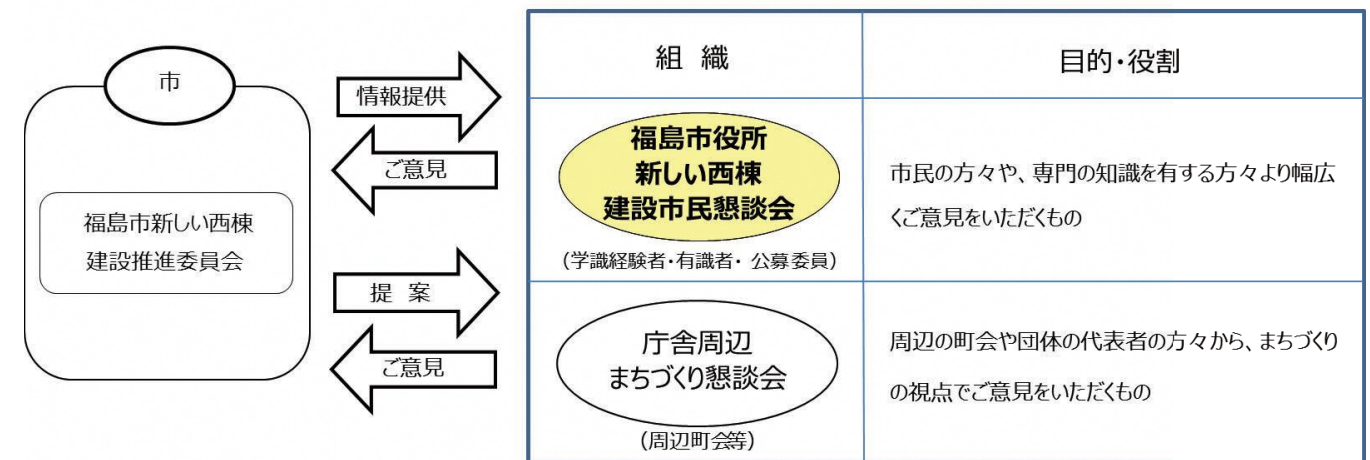 市
福島市新しい西棟
建設推進委員会
情報提供
ご意見
提 案
ご意見
組 織
目的・役割
福島市役所
新しい西棟
建設市民懇談会
（学識経験者・有識者・ 公募委員）
市民の方々や、専門の知識を有する方々より幅広
くご意見をいただくもの
庁舎周辺
まちづくり懇談会
（周辺町会等）
周辺の町会や団体の代表者の方々から、まちづくり
の視点でご意見をいただくもの